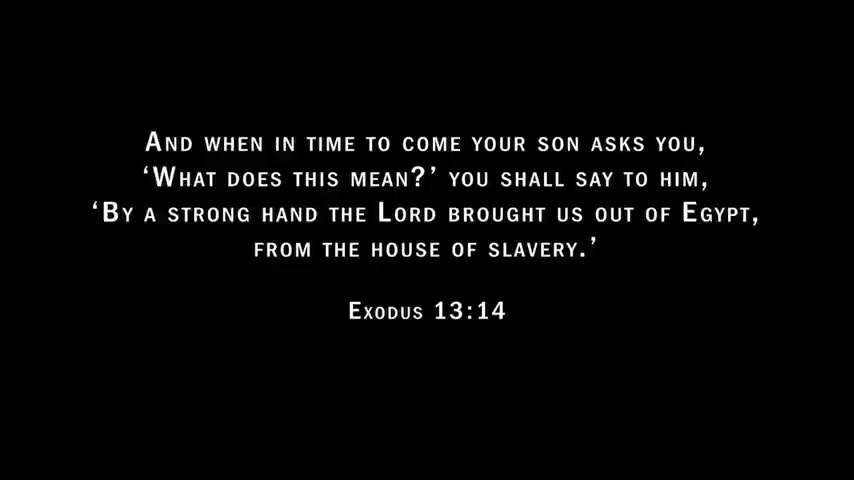 And when in time to come your son asks you,
‘What does this mean?’ you shall say to him,
‘By a strong hand the Lord brought us out of Egypt,
from the house of slavery.’
Exodus 13:14